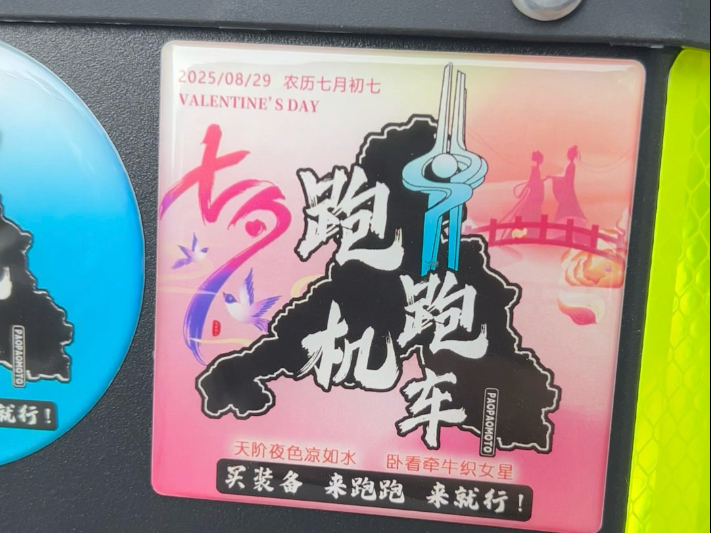 2025/08/29 农历七月初七
VALENTINE'S DAY
七夕
跑跑
机车
PAOPAOMOTO
天阶夜色凉如水 卧看牵牛织女星
买装备 来跑跑 来就行！
机
PAOPAOMOTO
就行！